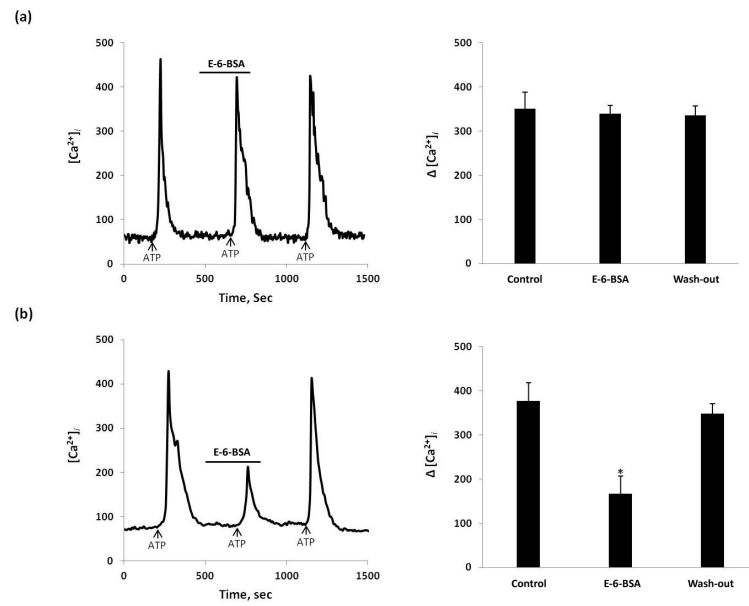 (a)
500
400
300
200
100
0
[Ca²⁺]i
E-6-BSA
ATP
ATP
ATP
0
500
1000
1500
Time, Sec
500
400
300
200
100
0
Δ [Ca²⁺]i
Control
E-6-BSA
Wash-out
(b)
500
400
300
200
100
0
[Ca²⁺]i
E-6-BSA
ATP
ATP
ATP
0
500
1000
1500
Time, sec
500
400
300
200
100
0
Δ [Ca²⁺]i
*
Control
E-6-BSA
Wash-out